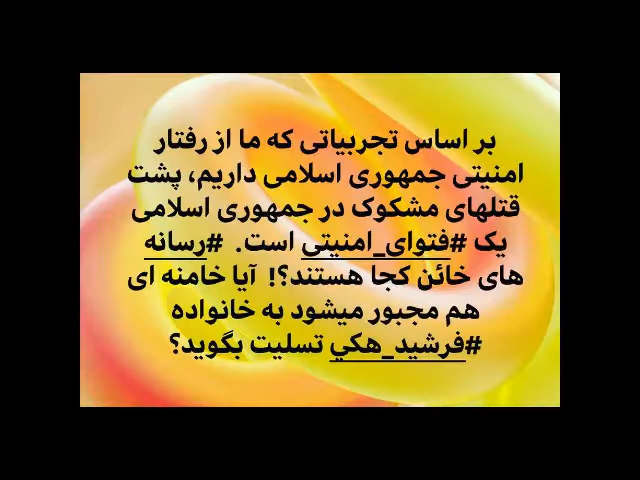 بر اساس تجربیاتی که ما از رفتار
امنیتی جمهوری اسلامی داریم، پشت
قتلهای مشکوک در جمهوری اسلامی
یک #فتوای_امنیتی است. #رسانه
های خائن کجا هستند؟! آیا خامنه ای
هم مجبور میشود به خانواده
#فرشید_هكي تسلیت بگوید؟